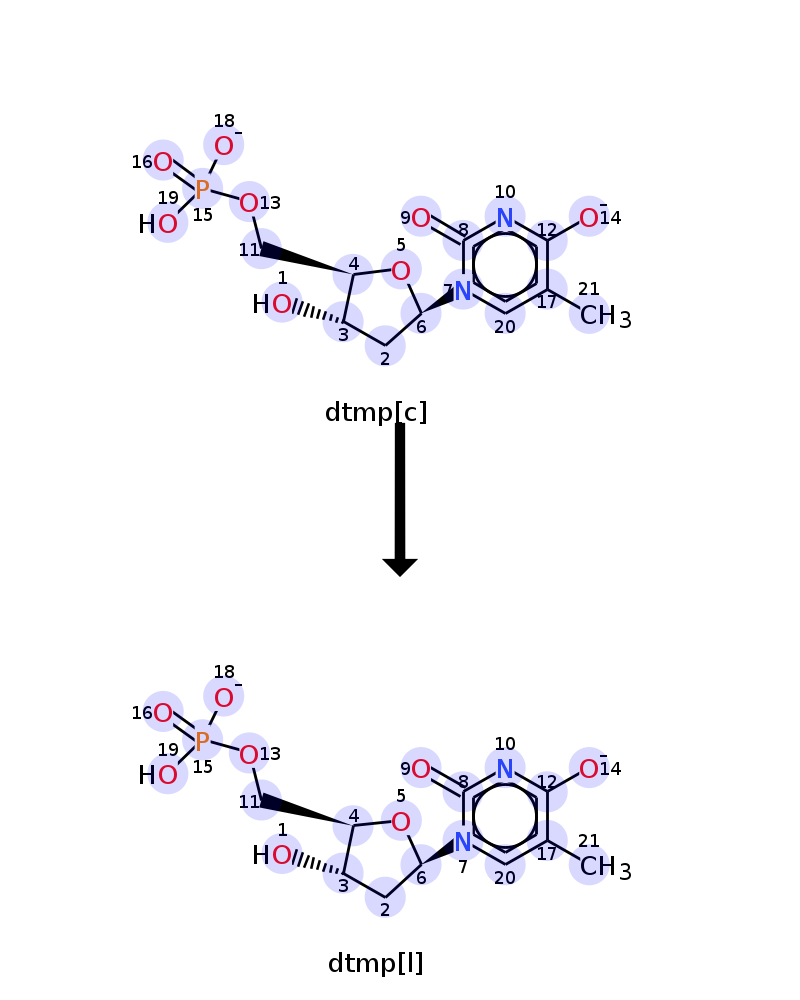 18
16 O O-
19 P O 13
HO 15
10
9 O 8 N 12 O- 14
11
1 4 5 O
HO 7 N 17 21
3 6 20 CH3
2
dtmp[c]
18
16 O O-
19 P O 13
HO 15
10
9 O 8 N 12 O- 14
11
1 4 5 O
HO N 17 21
3 6 7 20 CH3
2
dtmp[l]